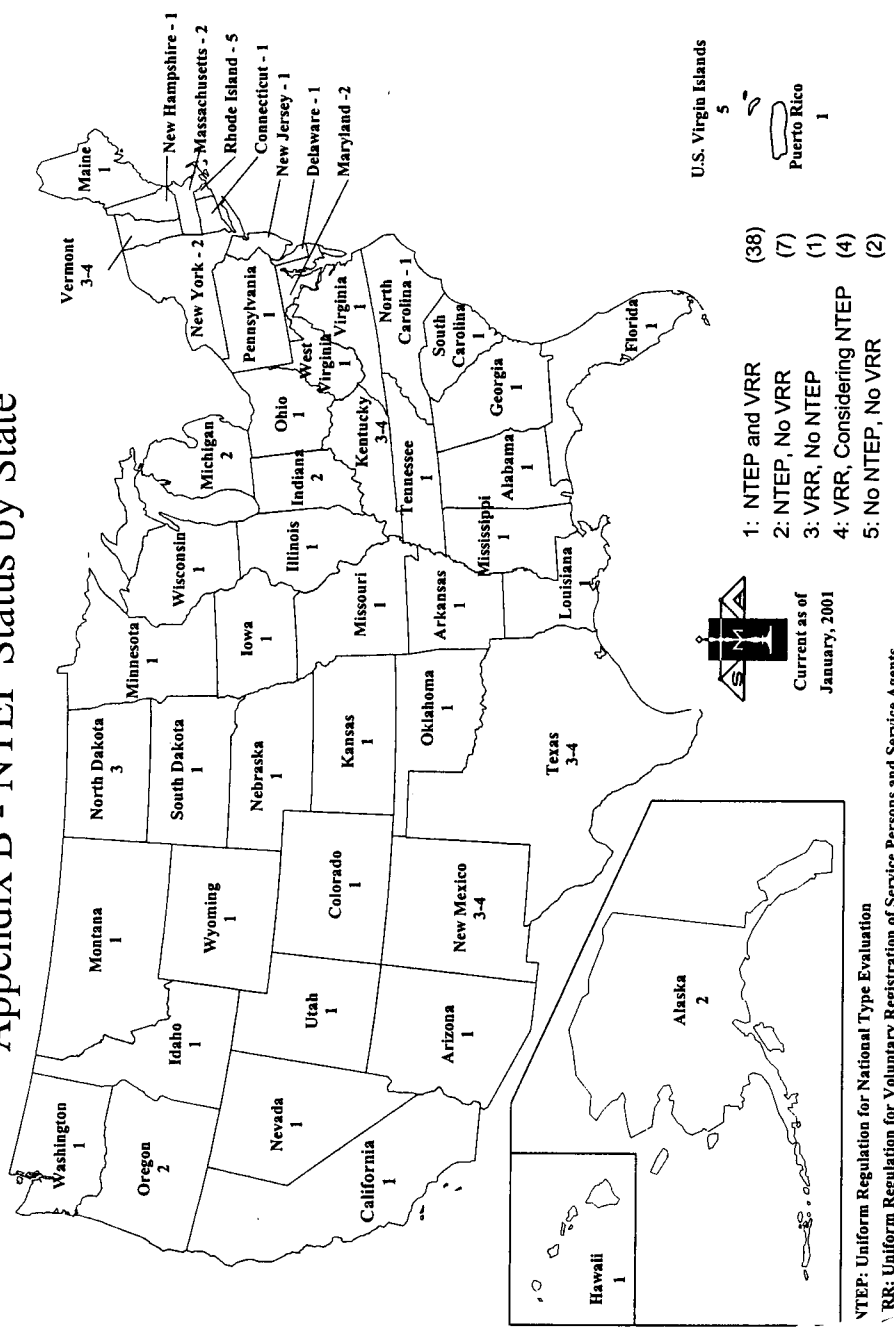 Appendix B - NTEP Status by State
Washington
1
Oregon
2
California
1
Nevada
1
Idaho
1
Montana
1
Wyoming
1
Utah
1
Arizona
1
Colorado
1
New Mexico
3-4
North Dakota
3
South Dakota
1
Nebraska
1
Kansas
1
Oklahoma
1
Texas
3-4
Minnesota
1
Iowa
1
Missouri
1
Arkansas
1
Louisiana
1
Wisconsin
1
Illinois
1
Mississippi
1
Michigan
2
Indiana
2
Ohio
1
Kentucky
3-4
Tennessee
1
Alabama
1
Georgia
1
Florida
1
South
Carolina
1
North
Carolina - 1
Virginia
1
West
Virginia
1
Pennsylvania
1
New York - 2
Vermont
3-4
Maine
1
New Hampshire - 1
Massachusetts - 2
Rhode Island - 5
Connecticut - 1
New Jersey - 1
Delaware - 1
Maryland -2
Hawaii
1
Alaska
2
U.S. Virgin Islands
5
Puerto Rico
1
S M A
Current as of
January, 2001
1: NTEP and VRR (38)
2: NTEP, No VRR (7)
3: VRR, No NTEP (1)
4: VRR, Considering NTEP (4)
5: No NTEP, No VRR (2)
NTEP: Uniform Regulation for National Type Evaluation
RR: Uniform Regulation for Voluntary Registration of Service Persons and Service Agents